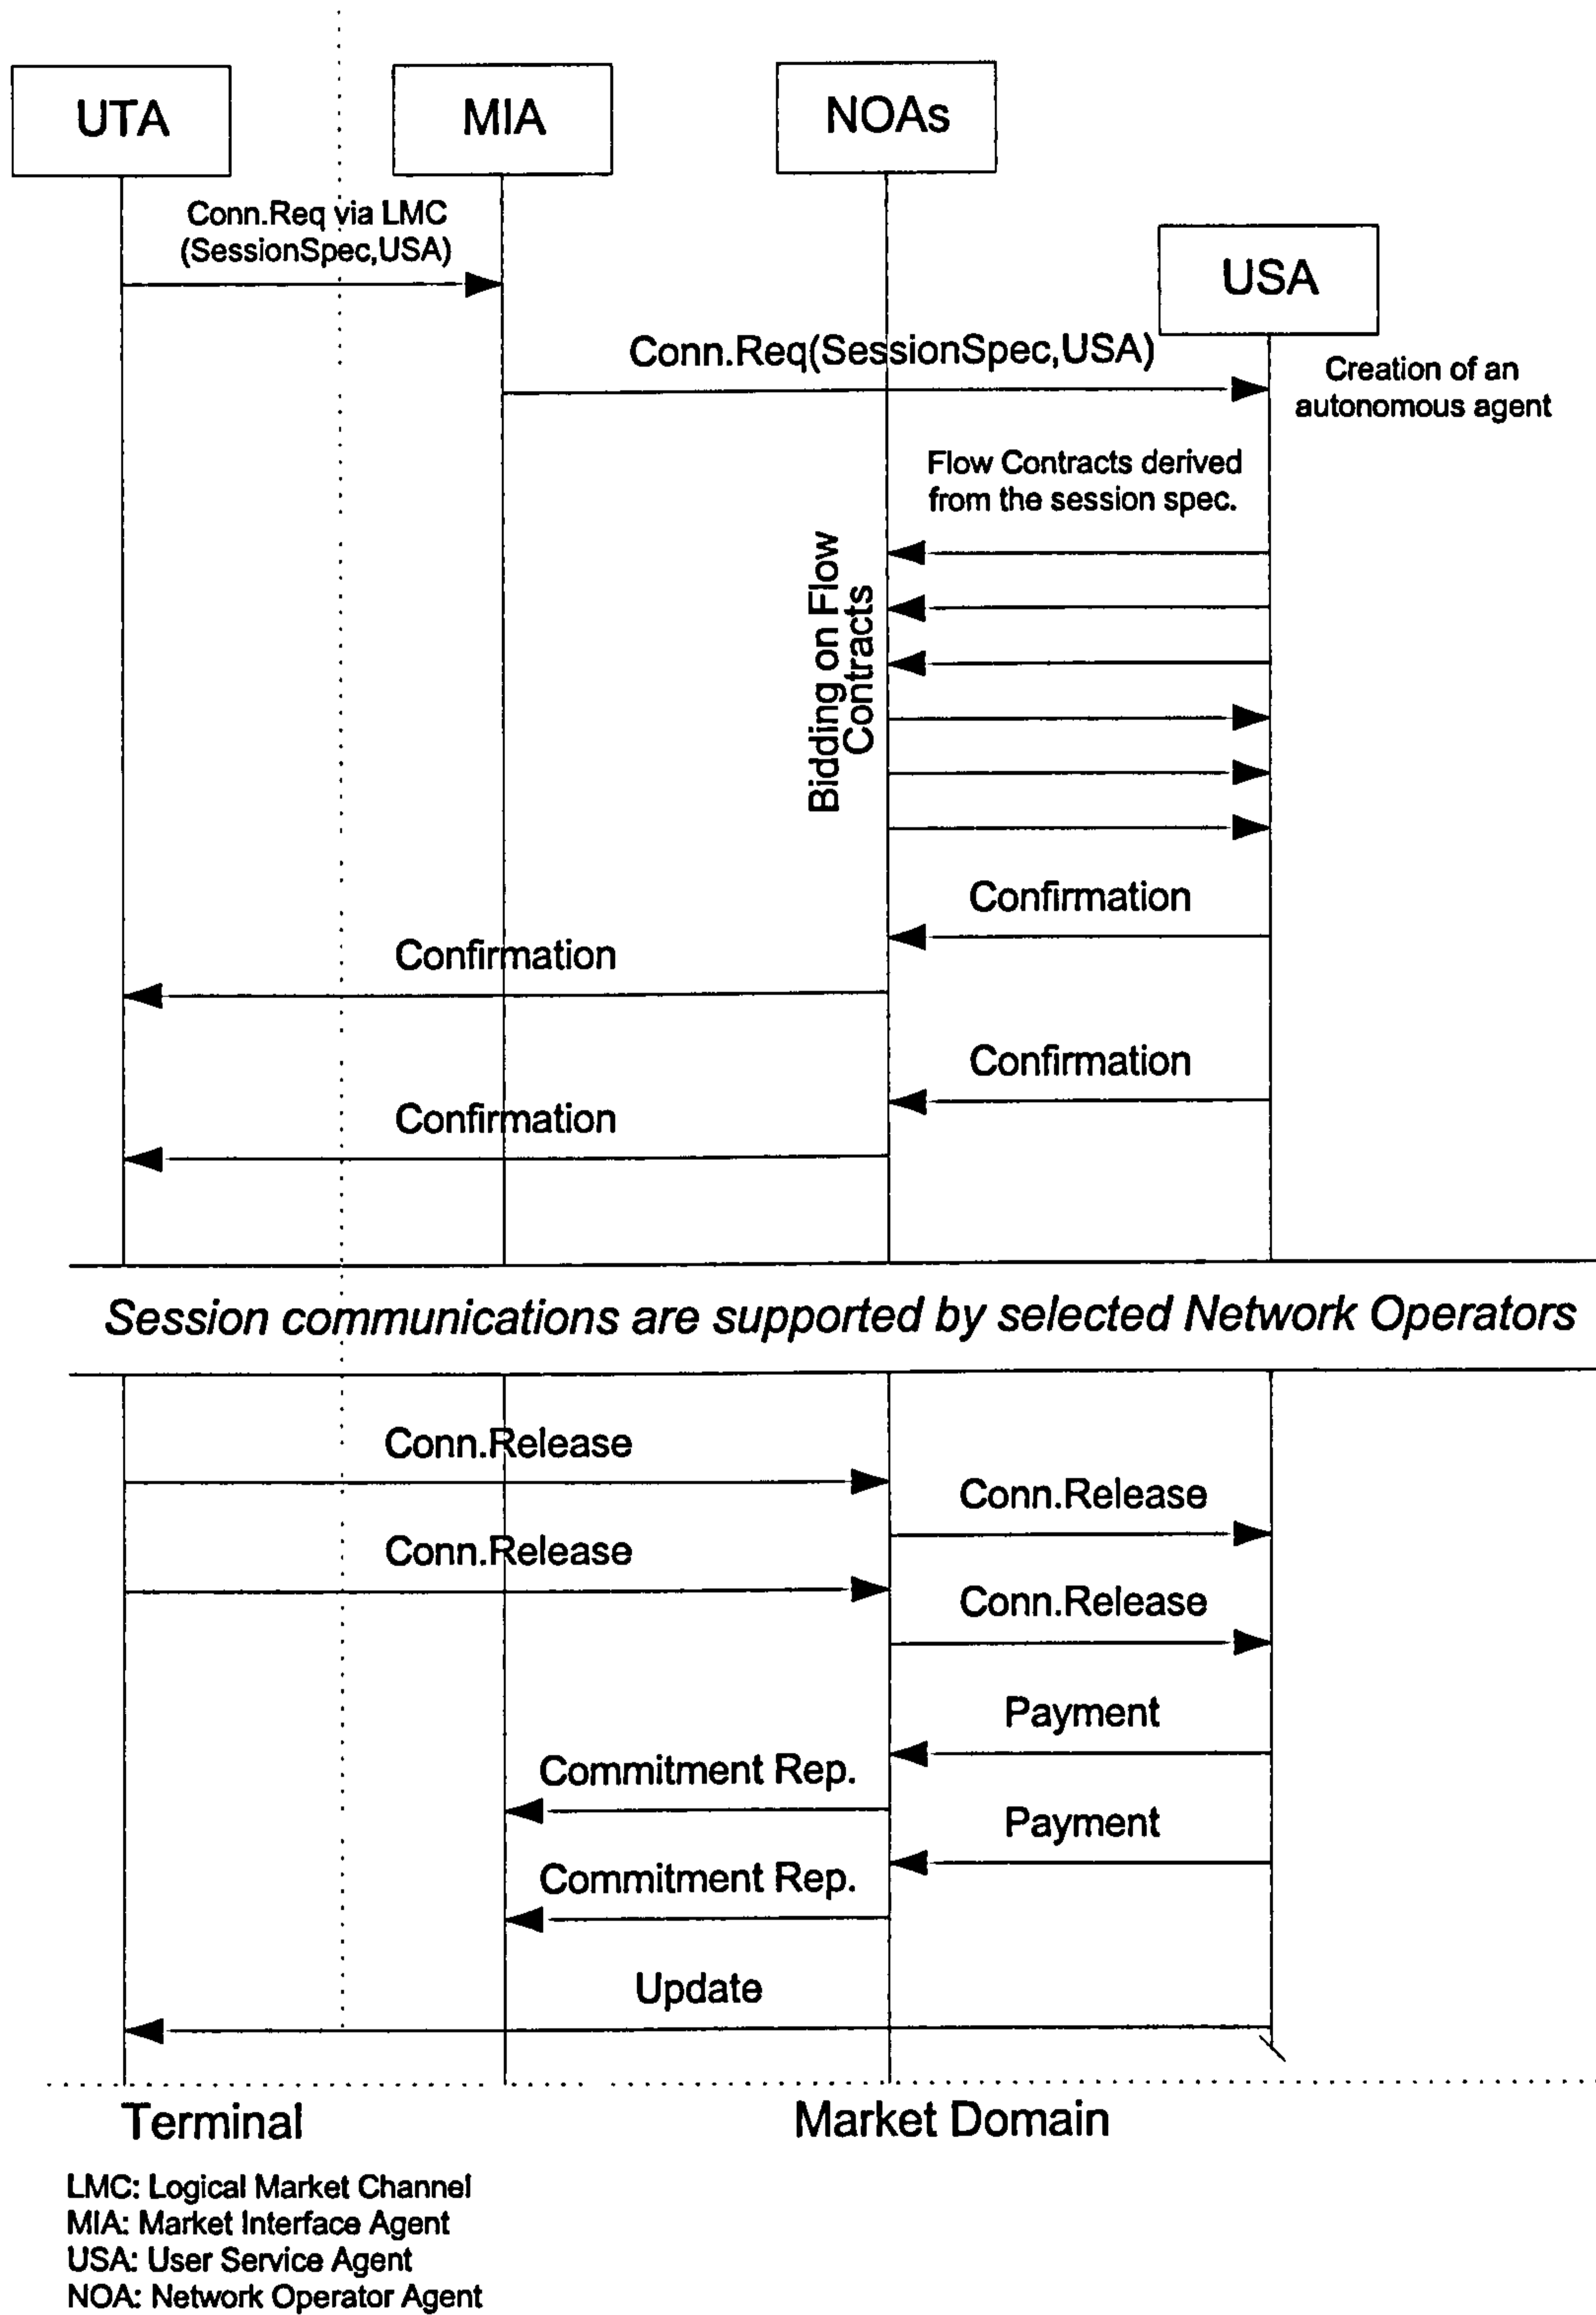 UTA
MIA
NOAs
USA
Conn.Req via LMC
(SessionSpec,USA)
Conn.Req(SessionSpec,USA)
Creation of an
autonomous agent
Flow Contracts derived
from the session spec.
Bidding on Flow
Contracts
Confirmation
Confirmation
Confirmation
Confirmation
Session communications are supported by selected Network Operators
Conn.Release
Conn.Release
Conn.Release
Conn.Release
Payment
Commitment Rep.
Payment
Commitment Rep.
Update
Terminal
Market Domain
LMC: Logical Market Channel
MIA: Market Interface Agent
USA: User Service Agent
NOA: Network Operator Agent